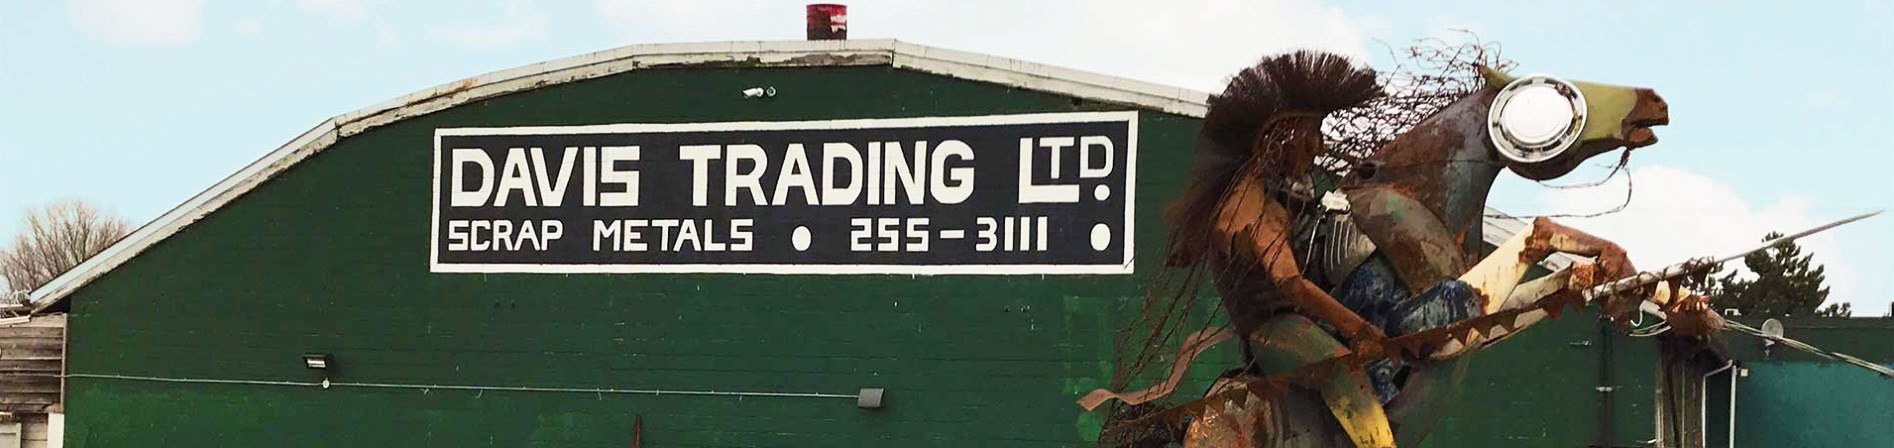 DAVIS TRADING LTD.
SCRAP METALS • 255-3111 •